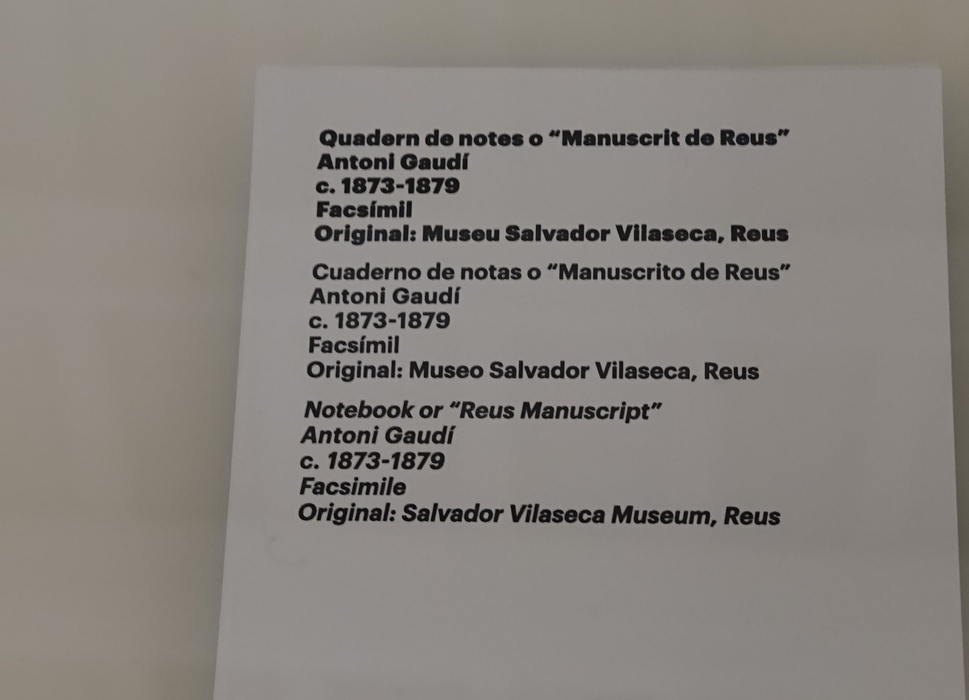 Quadern de notes o “Manuscrit de Reus”
Antoni Gaudí
c. 1873-1879
Facsímil
Original: Museu Salvador Vilaseca, Reus
Cuaderno de notas o “Manuscrito de Reus”
Antoni Gaudí
c. 1873-1879
Facsímil
Original: Museo Salvador Vilaseca, Reus
Notebook or “Reus Manuscript”
Antoni Gaudí
c. 1873-1879
Facsimile
Original: Salvador Vilaseca Museum, Reus